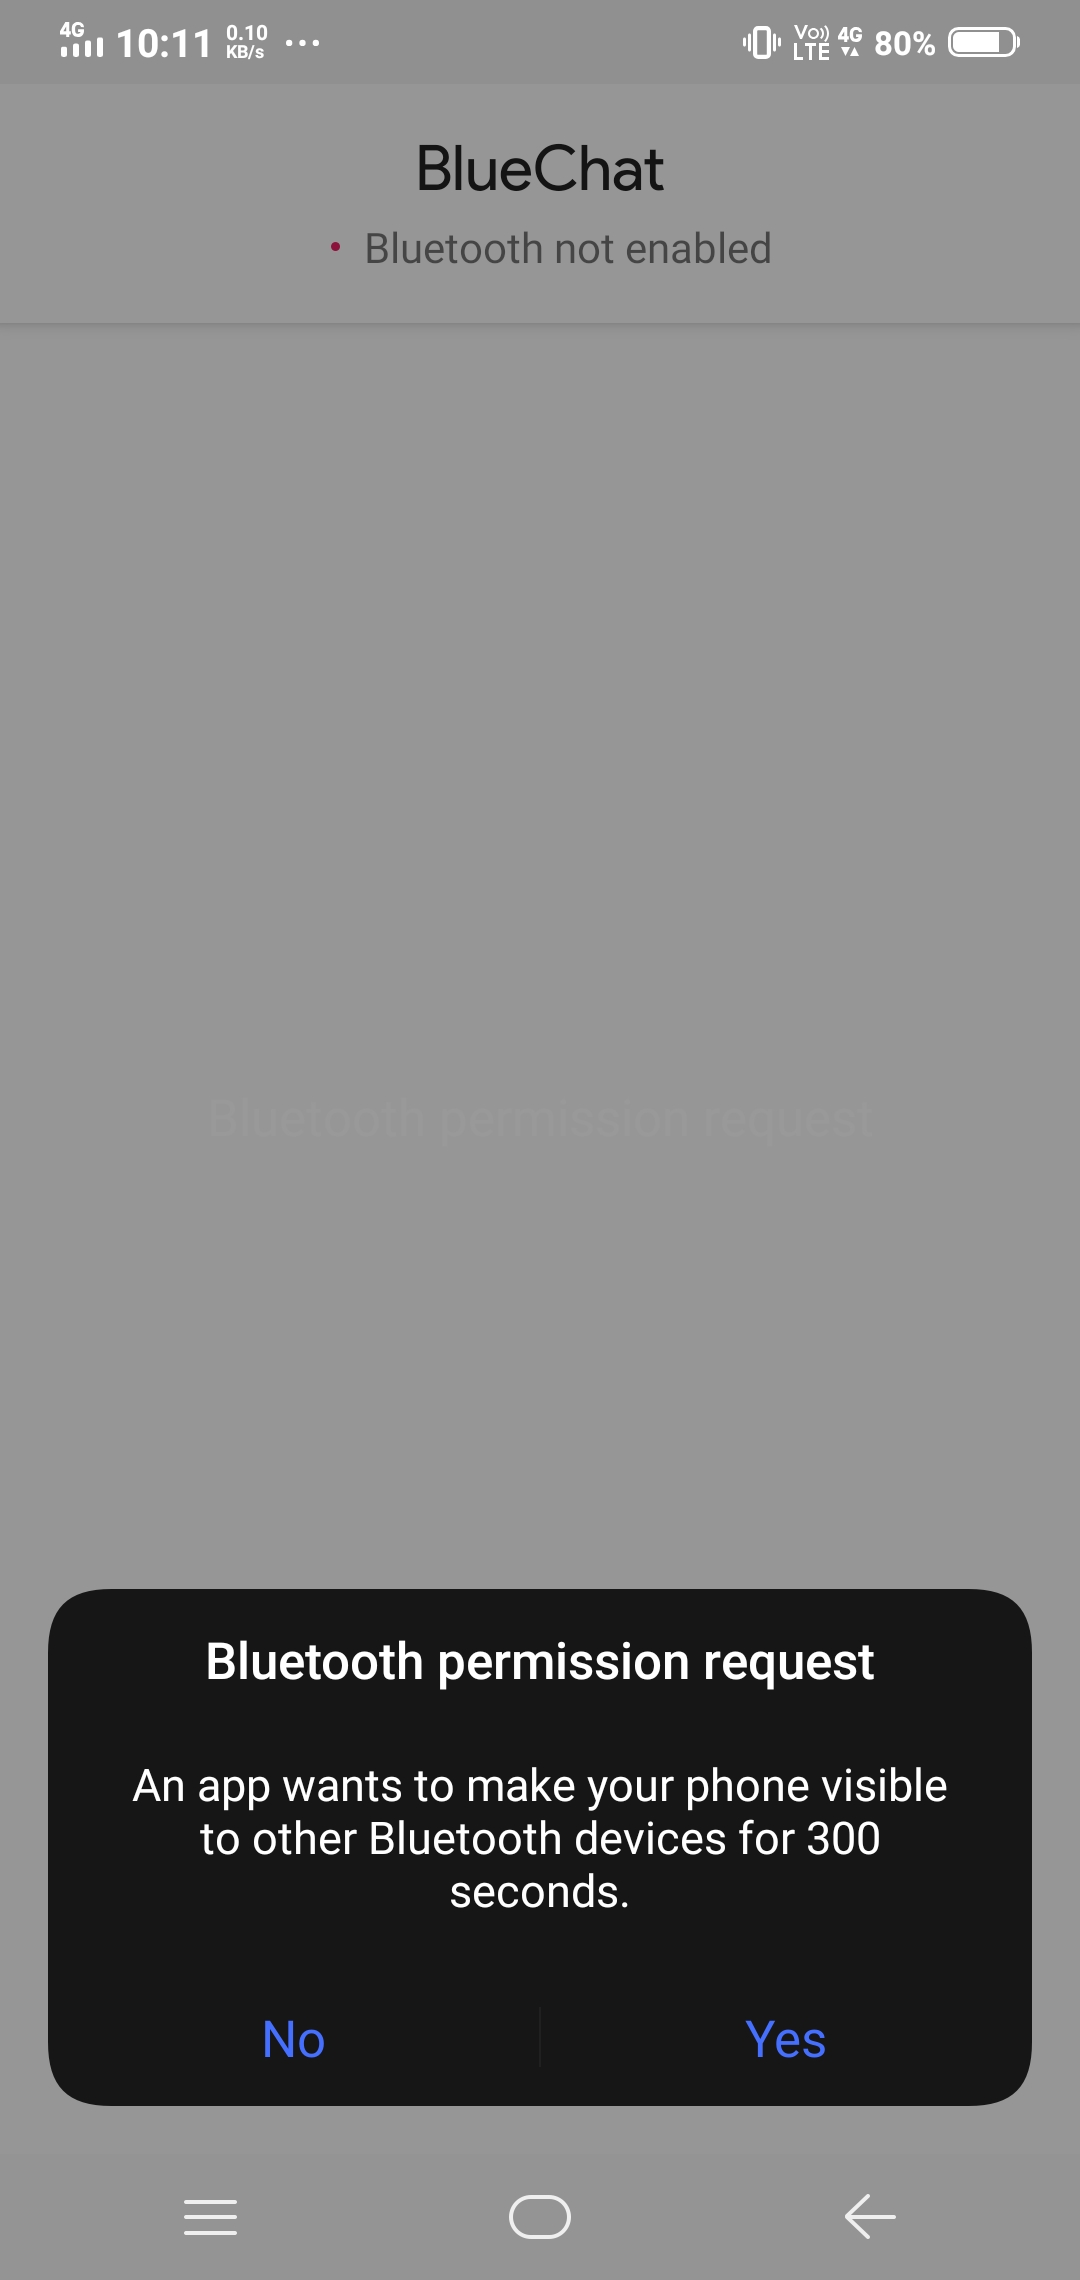 4G 10:11 0.10 KB/s ... Vo)) LTE 4G 80%
BlueChat
• Bluetooth not enabled
Bluetooth permission request
Bluetooth permission request
An app wants to make your phone visible
to other Bluetooth devices for 300
seconds.
No Yes